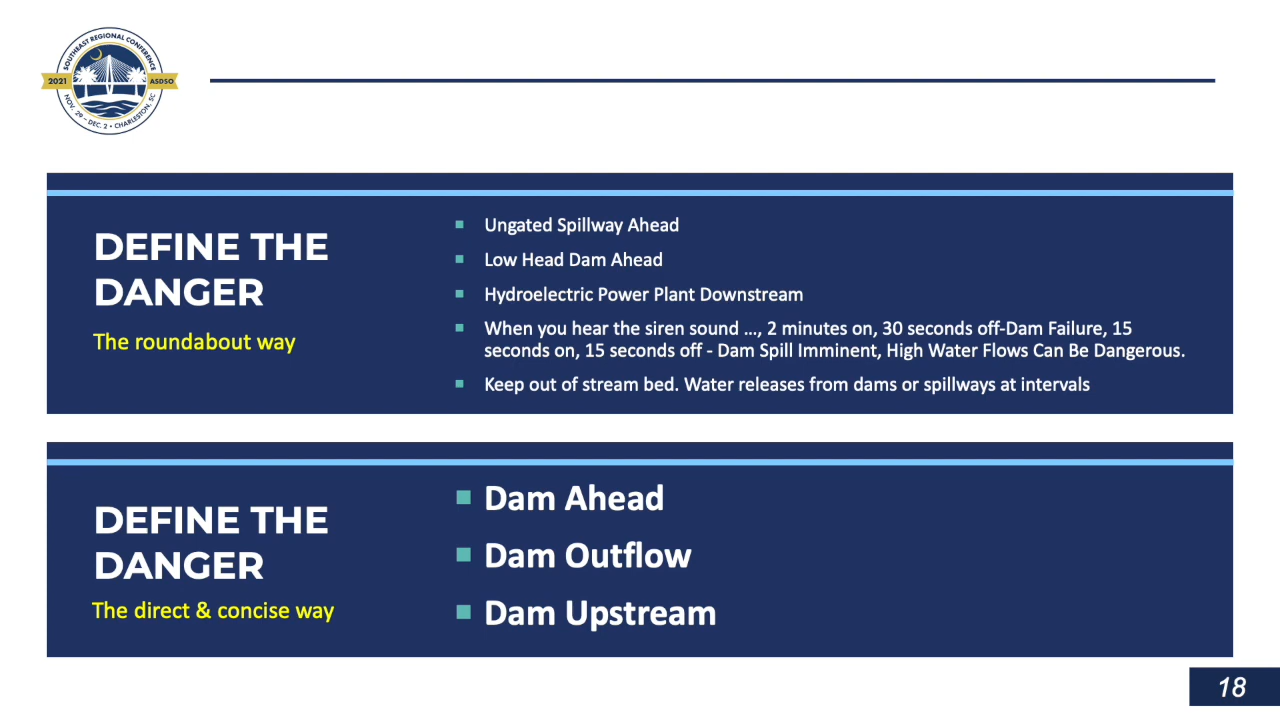 SOUTHEAST REGIONAL CONFERENCE
2021
ASDSO
NOV. 29 - DEC. 2 • CHARLESTON, SC
DEFINE THE
DANGER
The roundabout way
Ungated Spillway Ahead
Low Head Dam Ahead
Hydroelectric Power Plant Downstream
When you hear the siren sound …, 2 minutes on, 30 seconds off-Dam Failure, 15
seconds on, 15 seconds off - Dam Spill Imminent, High Water Flows Can Be Dangerous.
Keep out of stream bed. Water releases from dams or spillways at intervals
DEFINE THE
DANGER
The direct & concise way
Dam Ahead
Dam Outflow
Dam Upstream
18